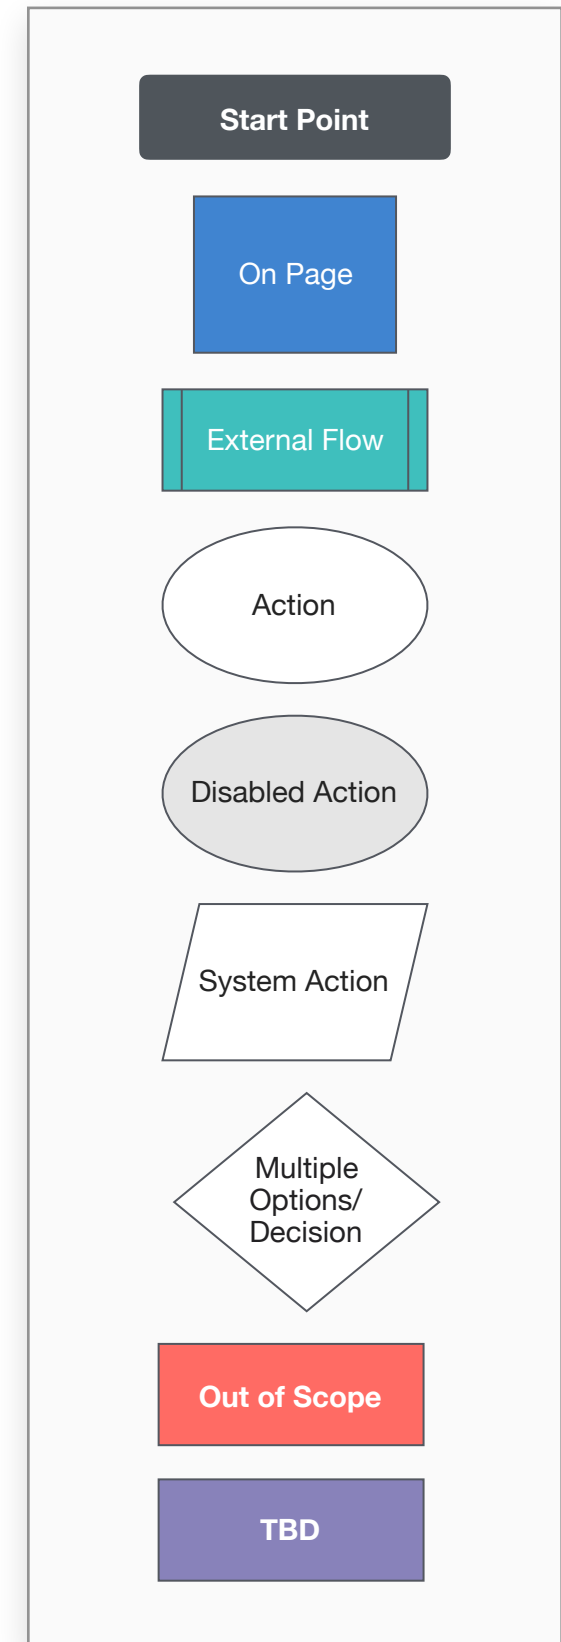 Start Point
On Page
External Flow
Action
Disabled Action
System Action
Multiple
Options/
Decision
Out of Scope
TBD